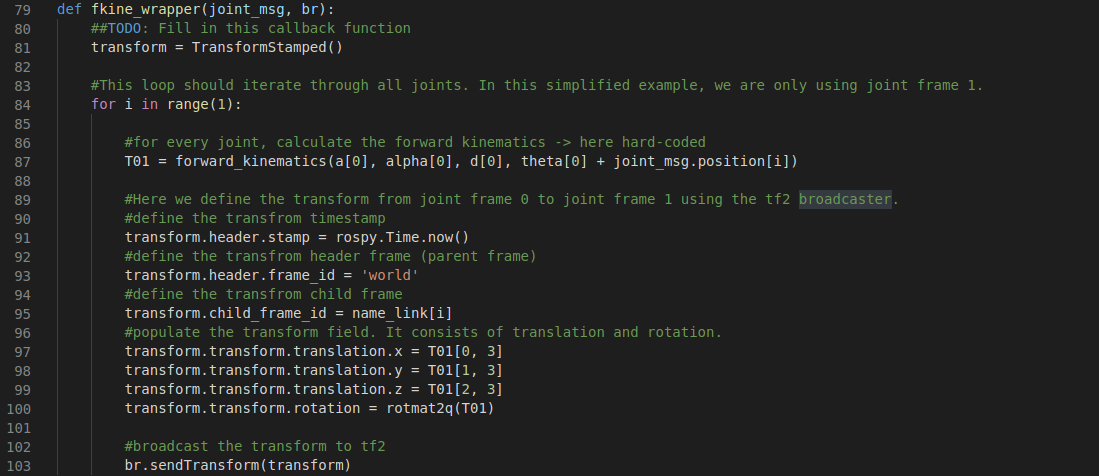 79 def fkine_wrapper(joint_msg, br):
80     ##TODO: Fill in this callback function
81     transform = TransformStamped()
82
83     #This loop should iterate through all joints. In this simplified example, we are only using joint frame 1.
84     for i in range(1):
85
86         #for every joint, calculate the forward kinematics -> here hard-coded
87         T01 = forward_kinematics(a[0], alpha[0], d[0], theta[0] + joint_msg.position[i])
88
89         #Here we define the transform from joint frame 0 to joint frame 1 using the tf2 broadcaster.
90         #define the transfrom timestamp
91         transform.header.stamp = rospy.Time.now()
92         #define the transfrom header frame (parent frame)
93         transform.header.frame_id = 'world'
94         #define the transfrom child frame
95         transform.child_frame_id = name_link[i]
96         #populate the transform field. It consists of translation and rotation.
97         transform.transform.translation.x = T01[0, 3]
98         transform.transform.translation.y = T01[1, 3]
99         transform.transform.translation.z = T01[2, 3]
100         transform.transform.rotation = rotmat2q(T01)
101
102         #broadcast the transform to tf2
103         br.sendTransform(transform)